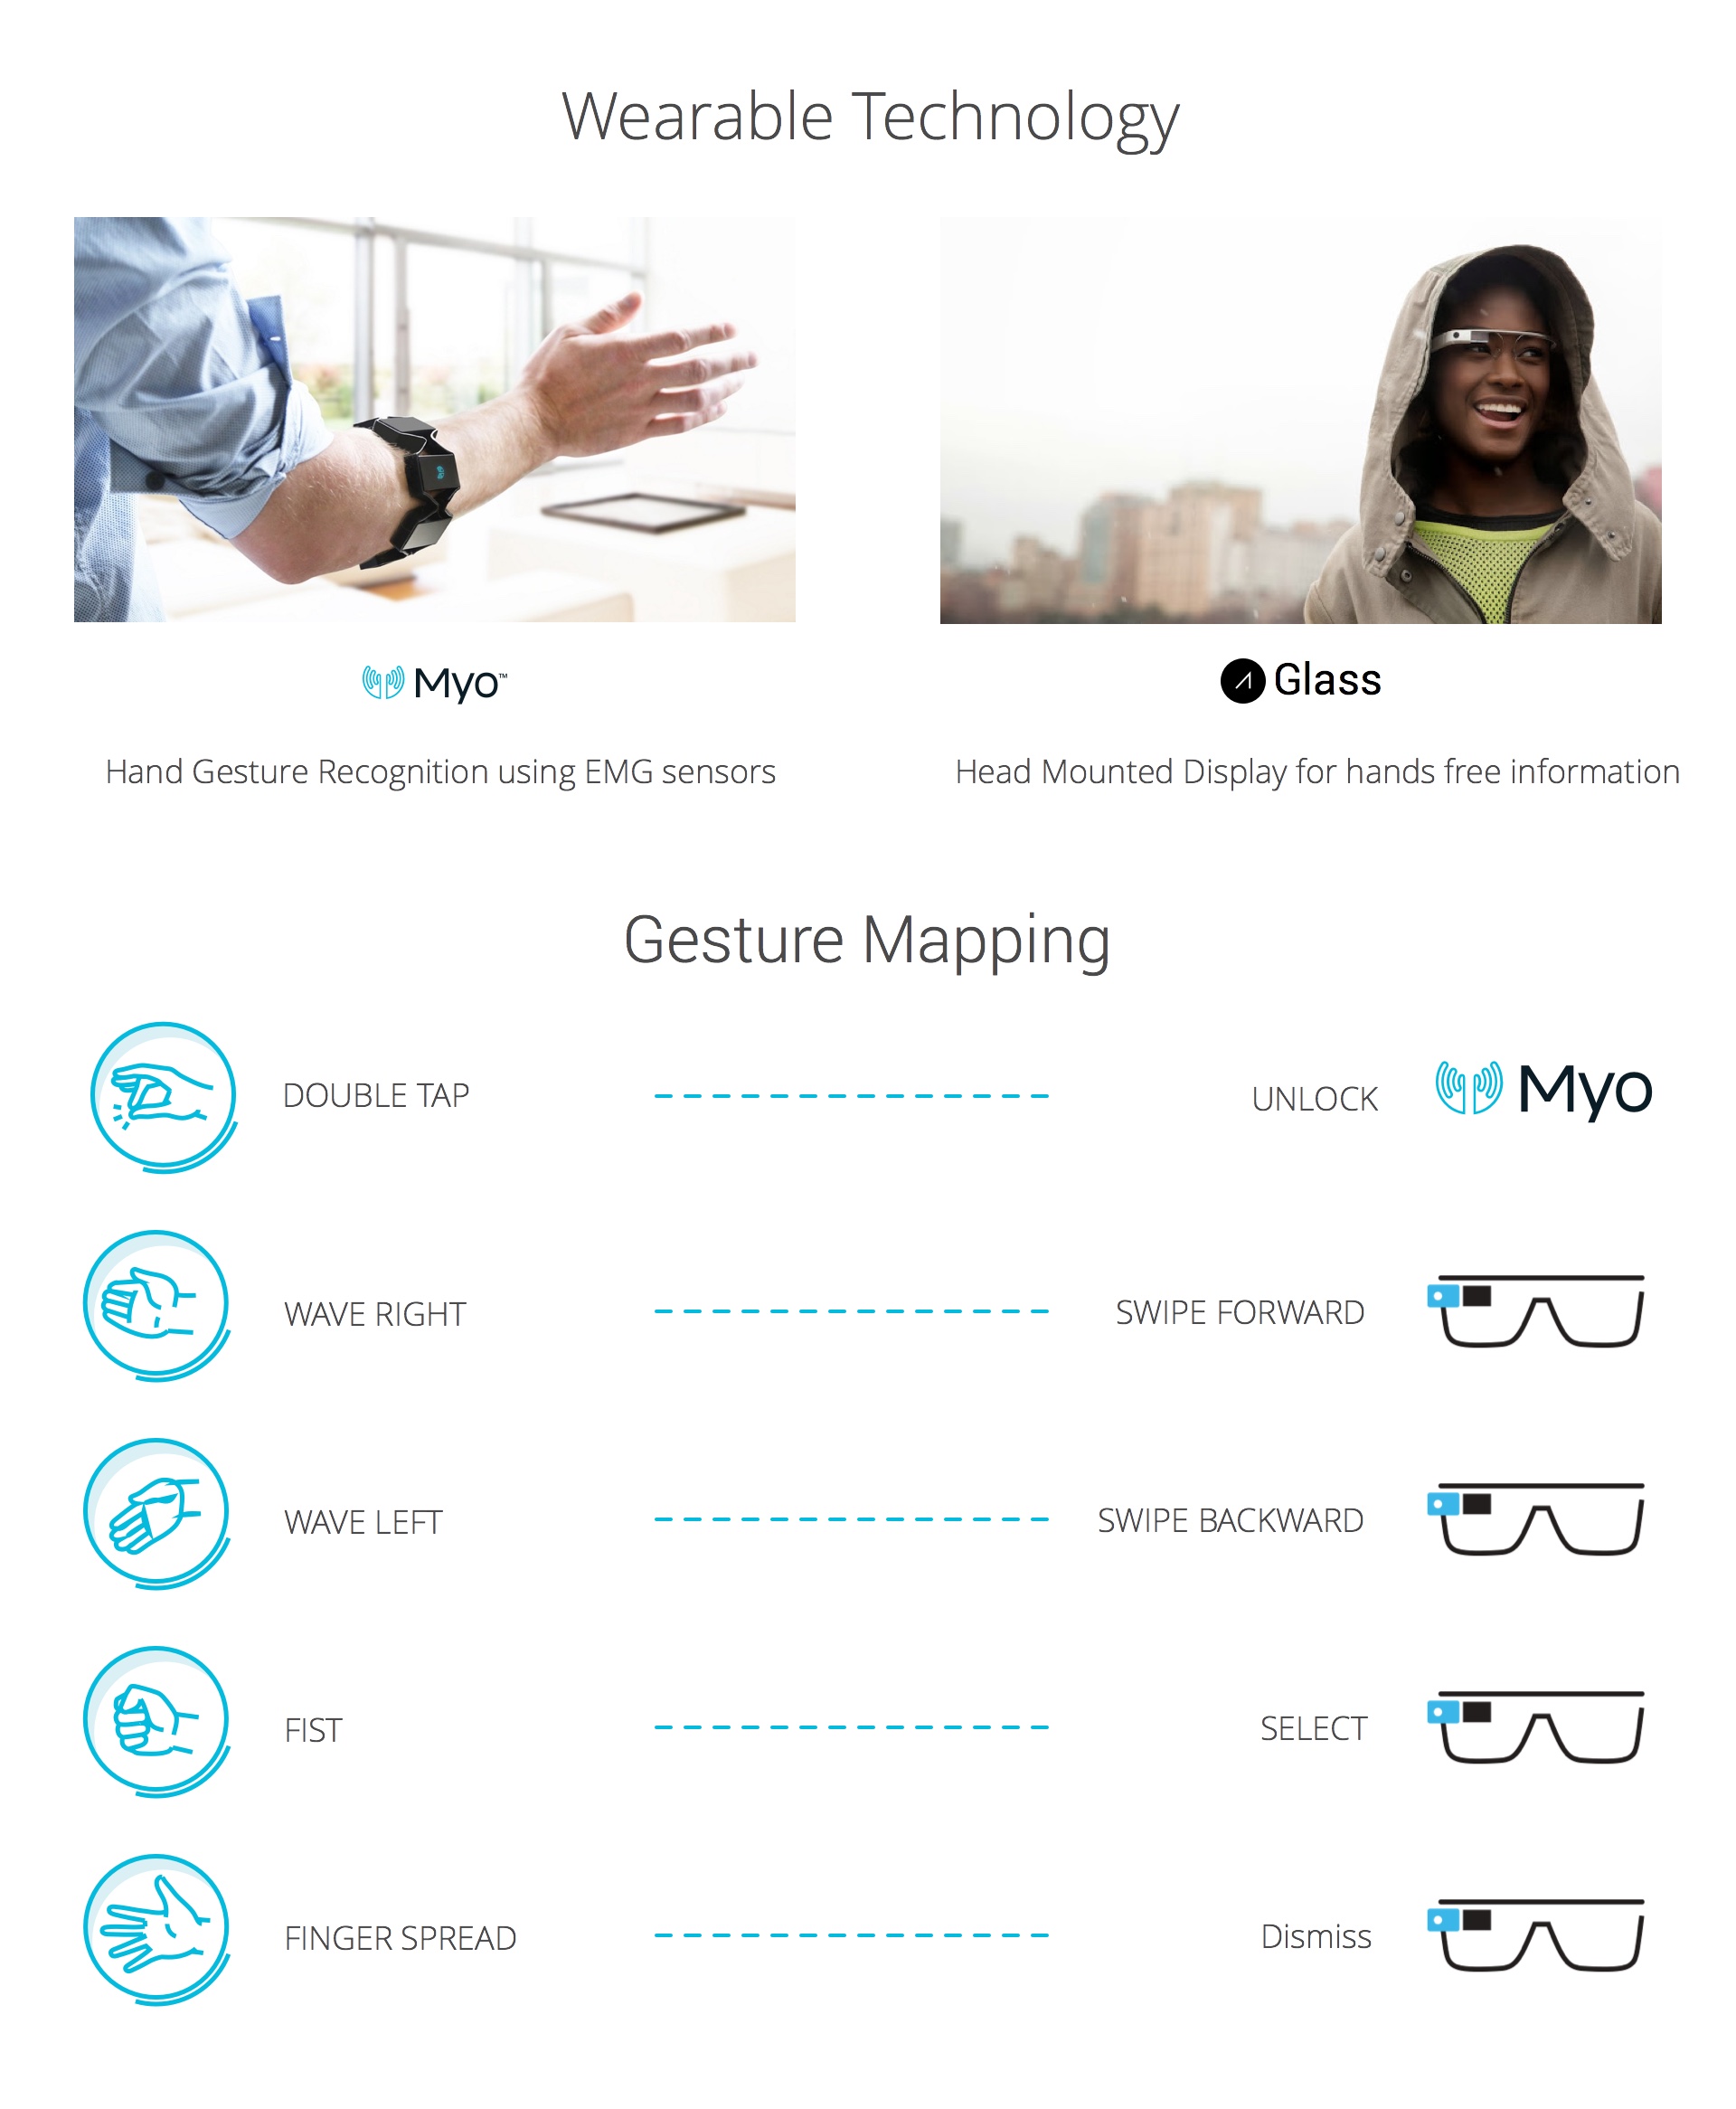 Wearable Technology
Myo™
Glass
Hand Gesture Recognition using EMG sensors
Head Mounted Display for hands free information
Gesture Mapping
DOUBLE TAP
UNLOCK
Myo
WAVE RIGHT
SWIPE FORWARD
WAVE LEFT
SWIPE BACKWARD
FIST
SELECT
FINGER SPREAD
Dismiss